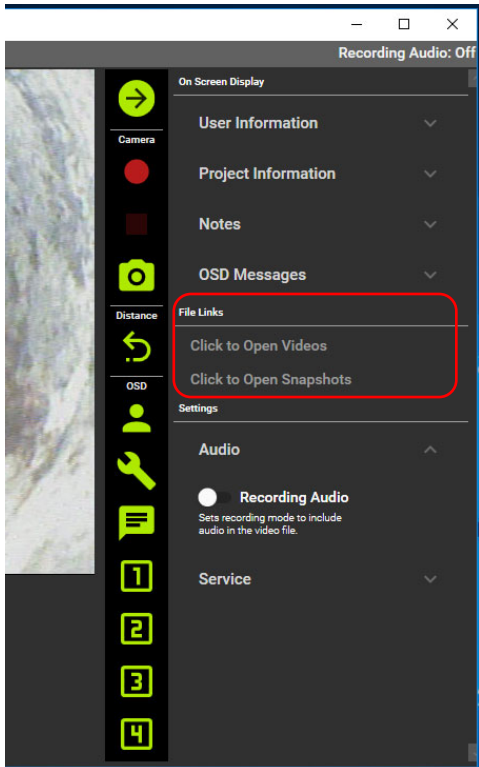 Recording Audio: Off
On Screen Display
User Information
Camera
Project Information
Notes
OSD Messages
Distance
File Links
Click to Open Videos
Click to Open Snapshots
OSD
Settings
Audio
Recording Audio
Sets recording mode to include
audio in the video file.
1
Service
2
3
4